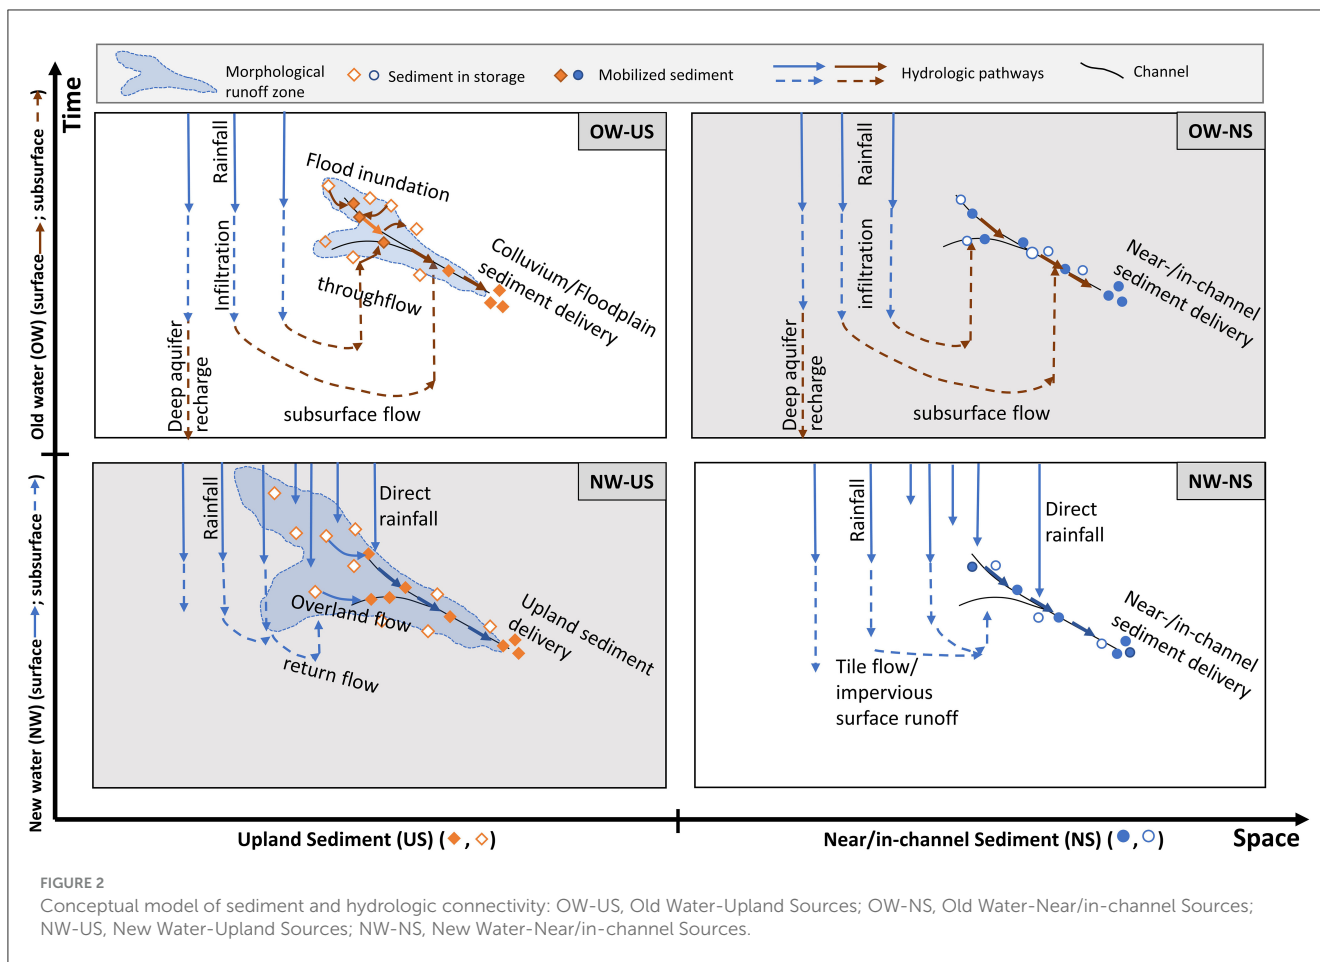 Morphological
runoff zone
Sediment in storage
Mobilized sediment
Hydrologic pathways
Channel
Time
Old water (OW) (surface ; subsurface )
New water (NW) (surface ; subsurface )
OW-US
Rainfall
Infiltration
Flood inundation
throughflow
Colluvium/Floodplain
sediment delivery
Deep aquifer
recharge
subsurface flow
OW-NS
Rainfall
infiltration
Near-/in-channel
sediment delivery
Deep aquifer
recharge
subsurface flow
NW-US
Rainfall
Direct
rainfall
Overland flow
return flow
Upland sediment
delivery
NW-NS
Rainfall
Direct
rainfall
Near-/in-channel
sediment delivery
Tile flow/
impervious
surface runoff
Upland Sediment (US) ( , )
Near/in-channel Sediment (NS) ( , )
Space
FIGURE 2
Conceptual model of sediment and hydrologic connectivity: OW-US, Old Water-Upland Sources; OW-NS, Old Water-Near/in-channel Sources;
NW-US, New Water-Upland Sources; NW-NS, New Water-Near/in-channel Sources.